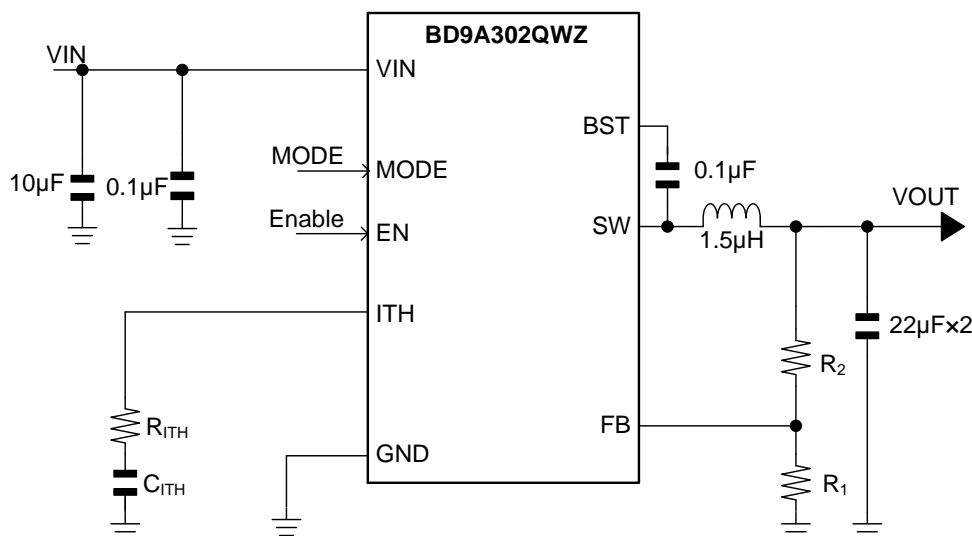 BD9A302QWZ
VIN
VIN
BST
MODE
MODE
10µF
0.1µF
0.1µF
Enable
EN
SW
VOUT
1.5µH
ITH
22µF×2
R2
RITH
FB
GND
CITH
R1